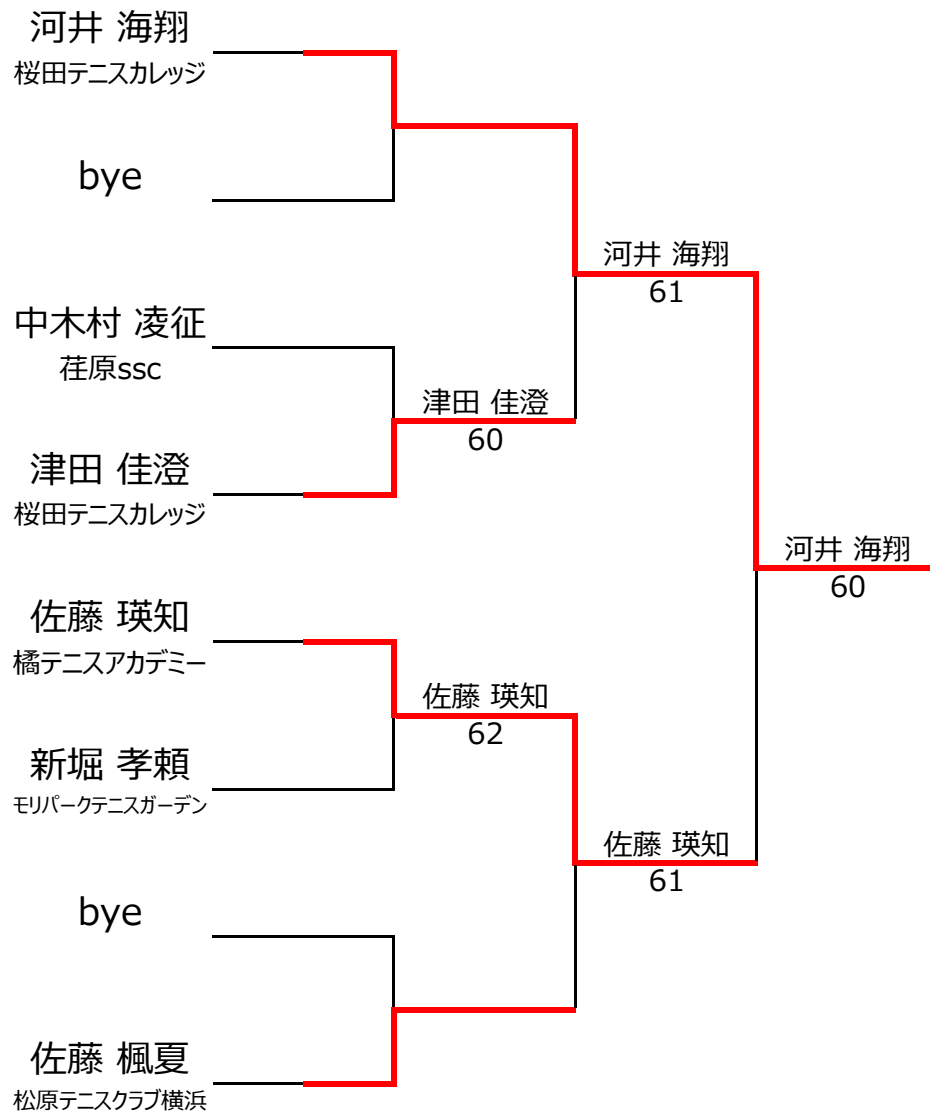 河井 海翔
桜田テニスカレッジ
bye
河井 海翔
61
中木村 凌征
荏原ssc
津田 佳澄
60
津田 佳澄
桜田テニスカレッジ
河井 海翔
60
佐藤 瑛知
橘テニスアカデミー
佐藤 瑛知
62
新堀 孝頼
モリパークテニスガーデン
佐藤 瑛知
61
bye
佐藤 楓夏
松原テニスクラブ横浜